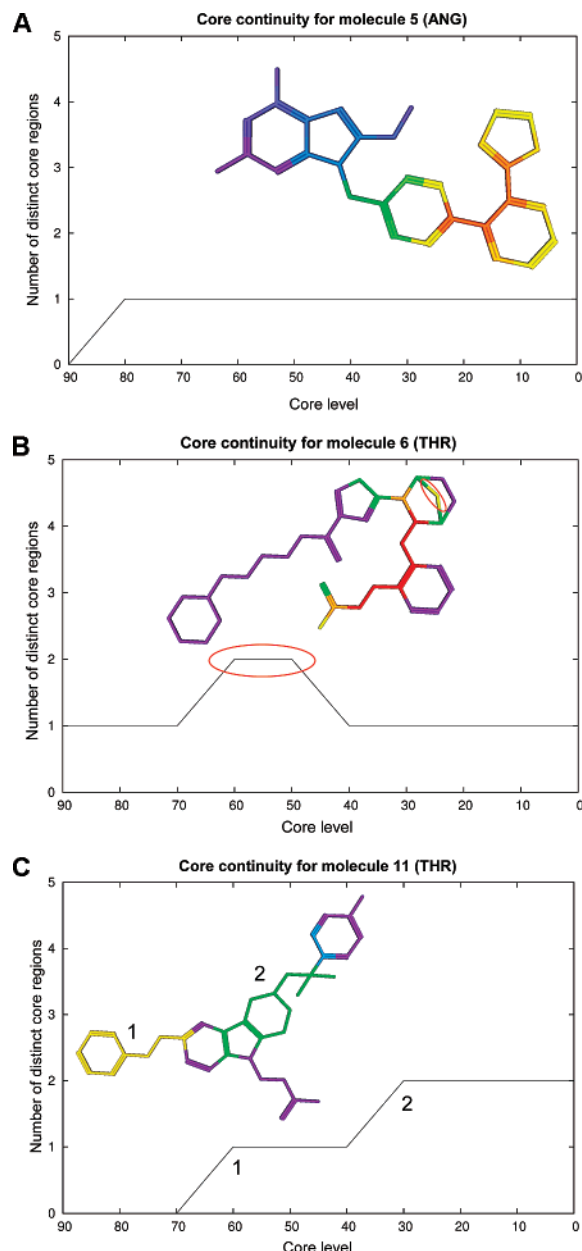 A
Core continuity for molecule 5 (ANG)
Number of distinct core regions
5
4
3
2
1
0
90 80 70 60 50 40 30 20 10 0
Core level
B
Core continuity for molecule 6 (THR)
Number of distinct core regions
5
4
3
2
1
0
90 80 70 60 50 40 30 20 10 0
Core level
C
Core continuity for molecule 11 (THR)
Number of distinct core regions
5
4
3
2
1
0
2
1
2
1
90 80 70 60 50 40 30 20 10 0
Core level